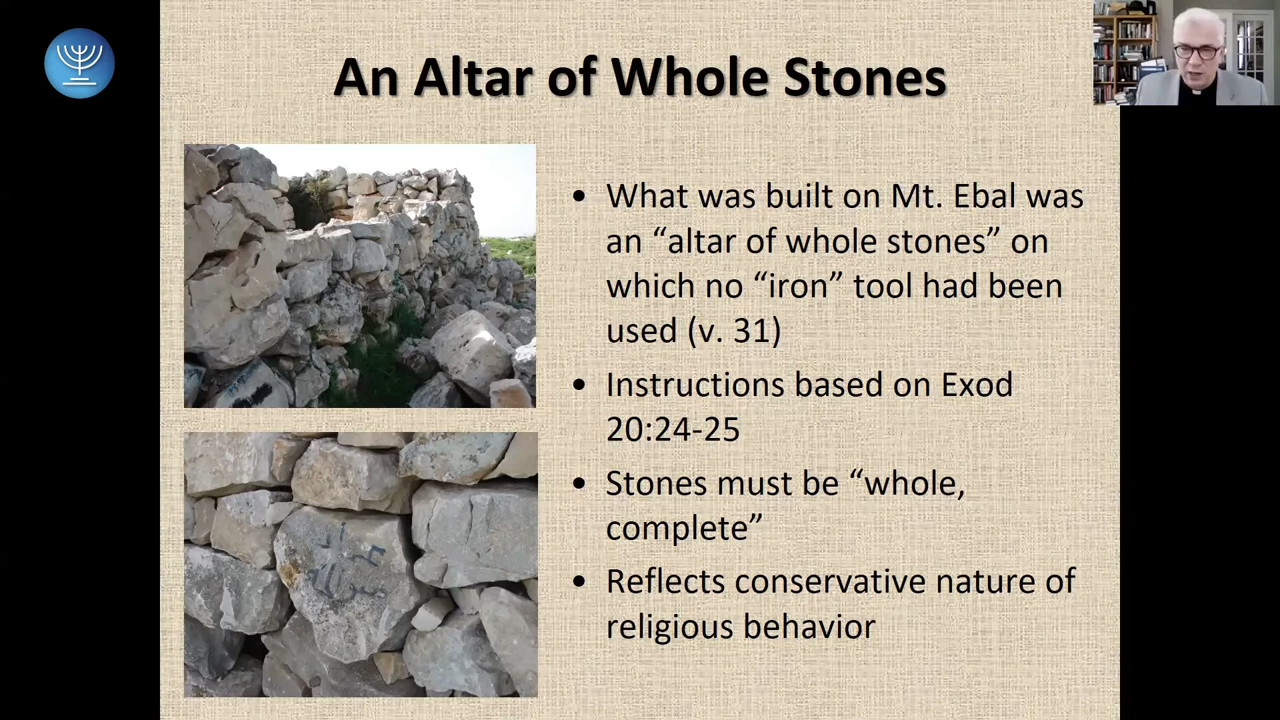 An Altar of Whole Stones
• What was built on Mt. Ebal was
an “altar of whole stones” on
which no “iron” tool had been
used (v. 31)
• Instructions based on Exod
20:24-25
• Stones must be “whole,
complete”
• Reflects conservative nature of
religious behavior